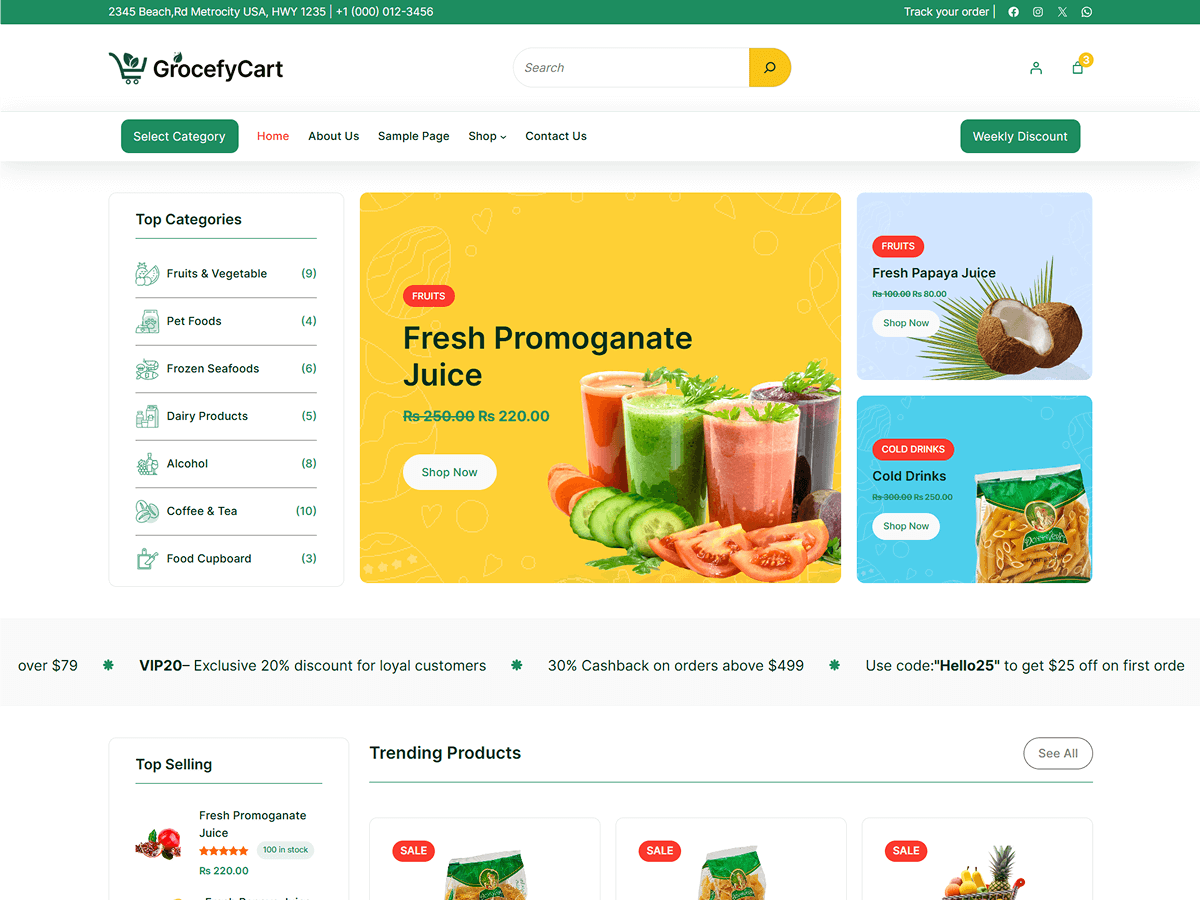 2345 Beach,Rd Metrocity USA, HWY 1235 | +1 (000) 012-3456
Track your order |
GrocefyCart
Search
3
Select Category
Home
About Us
Sample Page
Shop
Contact Us
Weekly Discount
Top Categories
Fruits & Vegetable (9)
Pet Foods (4)
Frozen Seafoods (6)
Dairy Products (5)
Alcohol (8)
Coffee & Tea (10)
Food Cupboard (3)
FRUITS
Fresh Promoganate
Juice
Rs 250.00 Rs 220.00
Shop Now
FRUITS
Fresh Papaya Juice
Rs 100.00 Rs 80.00
Shop Now
COLD DRINKS
Cold Drinks
Rs 300.00 Rs 250.00
Shop Now
over $79
VIP20– Exclusive 20% discount for loyal customers
30% Cashback on orders above $499
Use code:"Hello25" to get $25 off on first orde
Top Selling
Fresh Promoganate
Juice
100 in stock
Rs 220.00
Trending Products
See All
SALE
SALE
SALE